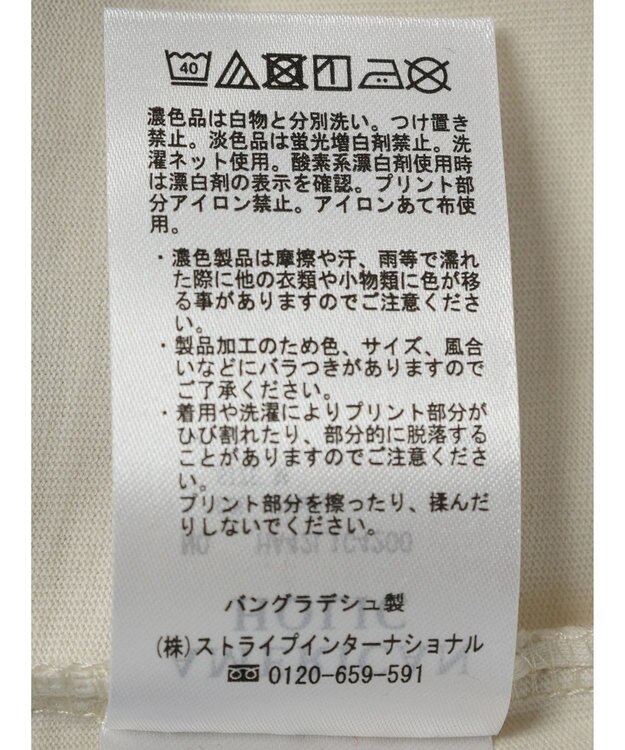 40
濃色品は白物と分別洗い。つけ置き
禁止。淡色品は蛍光増白剤禁止。洗
濯ネット使用。酸素系漂白剤使用時
は漂白剤の表示を確認。プリント部
分アイロン禁止。アイロンあて布使
用。
・濃色製品は摩擦や汗、雨等で濡れ
た際に他の衣類や小物類に色が移
る事がありますのでご注意くださ
い。
・製品加工のため色、サイズ、風合
いなどにバラつきがありますので
ご了承ください。
・着用や洗濯によりプリント部分が
ひび割れたり、部分的に脱落する
ことがありますのでご注意くださ
い。
プリント部分を擦ったり、揉んだ
りしないでください。
バングラデシュ製
(株)ストライプインターナショナル
0120-659-591